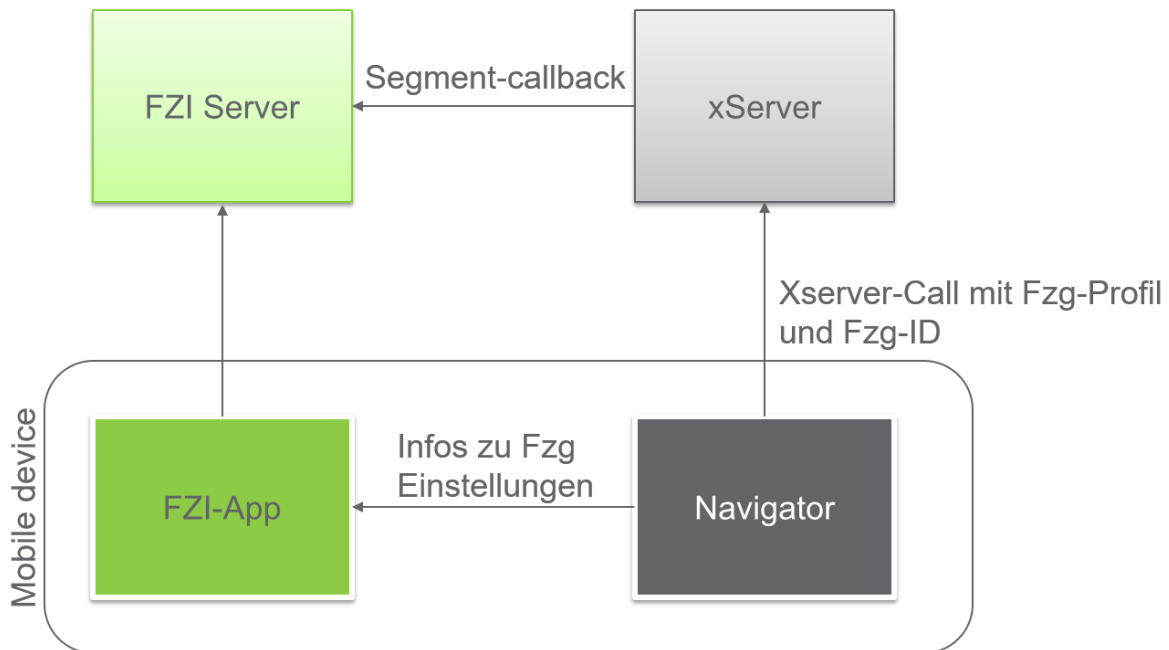 FZI Server
Segment-callback
xServer
Xserver-Call mit Fzg-Profil
und Fzg-ID
Mobile device
FZI-App
Infos zu Fzg
Einstellungen
Navigator